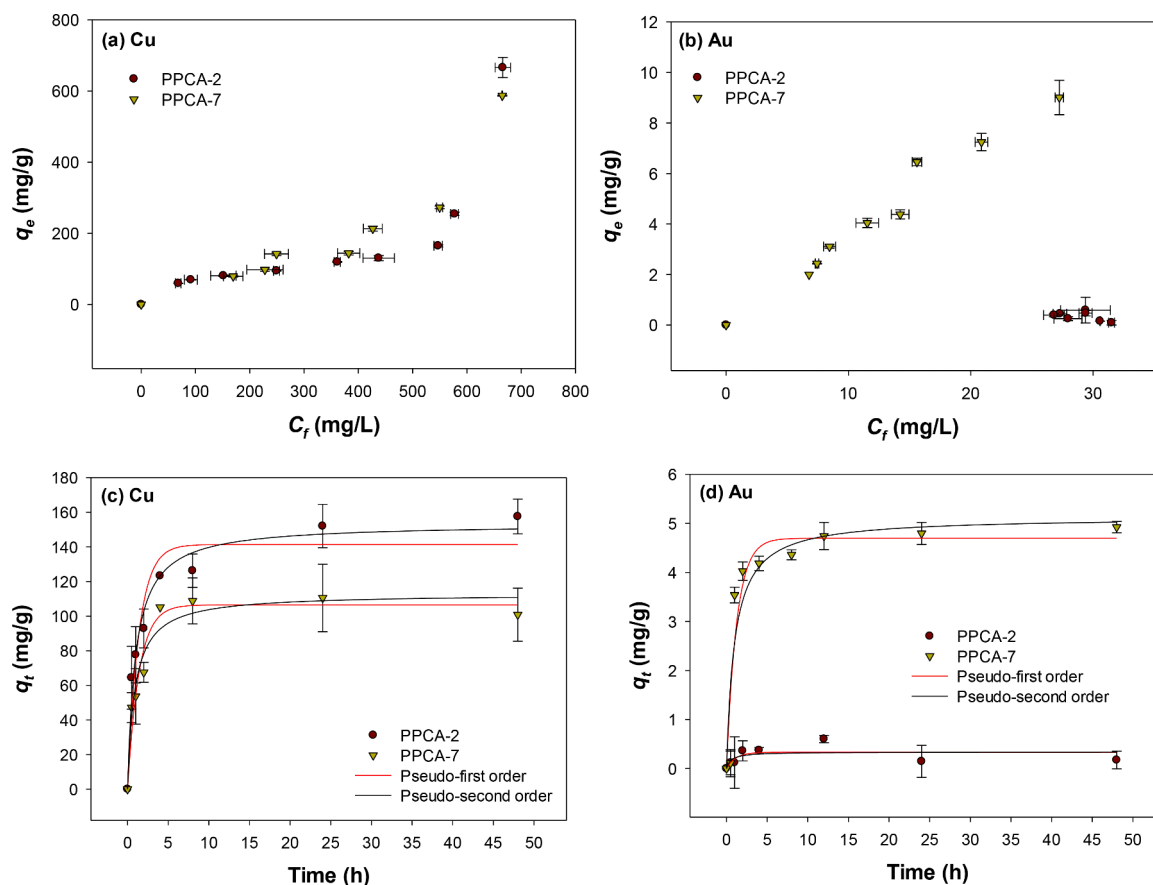 (a) Cu
PPCA-2
PPCA-7
800
600
400
200
0
qe (mg/g)
0 100 200 300 400 500 600 700 800
Cf (mg/L)
(b) Au
PPCA-2
PPCA-7
12
10
8
6
4
2
0
qe (mg/g)
0 10 20 30
Cf (mg/L)
(c) Cu
180
160
140
120
100
80
60
40
20
0
qt (mg/g)
PPCA-2
PPCA-7
Pseudo-first order
Pseudo-second order
0 5 10 15 20 25 30 35 40 45 50
Time (h)
(d) Au
6
5
4
3
2
1
0
qt (mg/g)
PPCA-2
PPCA-7
Pseudo-first order
Pseudo-second order
0 5 10 15 20 25 30 35 40 45 50
Time (h)